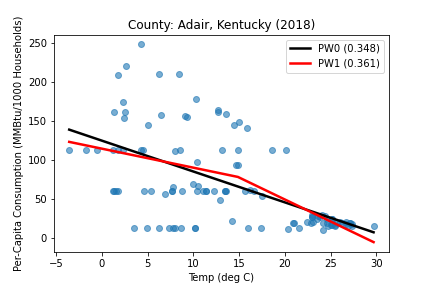 County: Adair, Kentucky (2018)
PW0 (0.348)
PW1 (0.361)
Per-Capita Consumption (MMBtu/1000 Households)
250
200
150
100
50
0
−5
0
5
10
15
20
25
30
Temp (deg C)